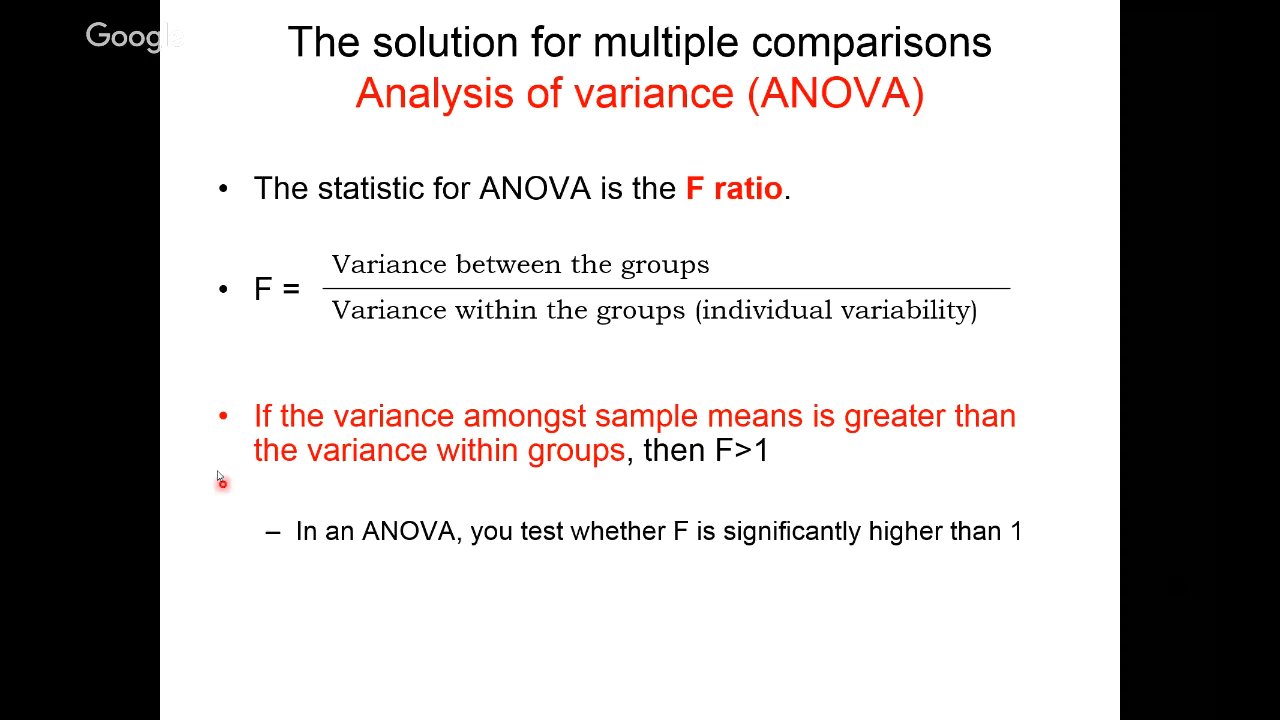 Google
The solution for multiple comparisons
Analysis of variance (ANOVA)
• The statistic for ANOVA is the F ratio.
Variance between the groups
• F =
Variance within the groups (individual variability)
• If the variance amongst sample means is greater than
the variance within groups, then F>1
– In an ANOVA, you test whether F is significantly higher than 1